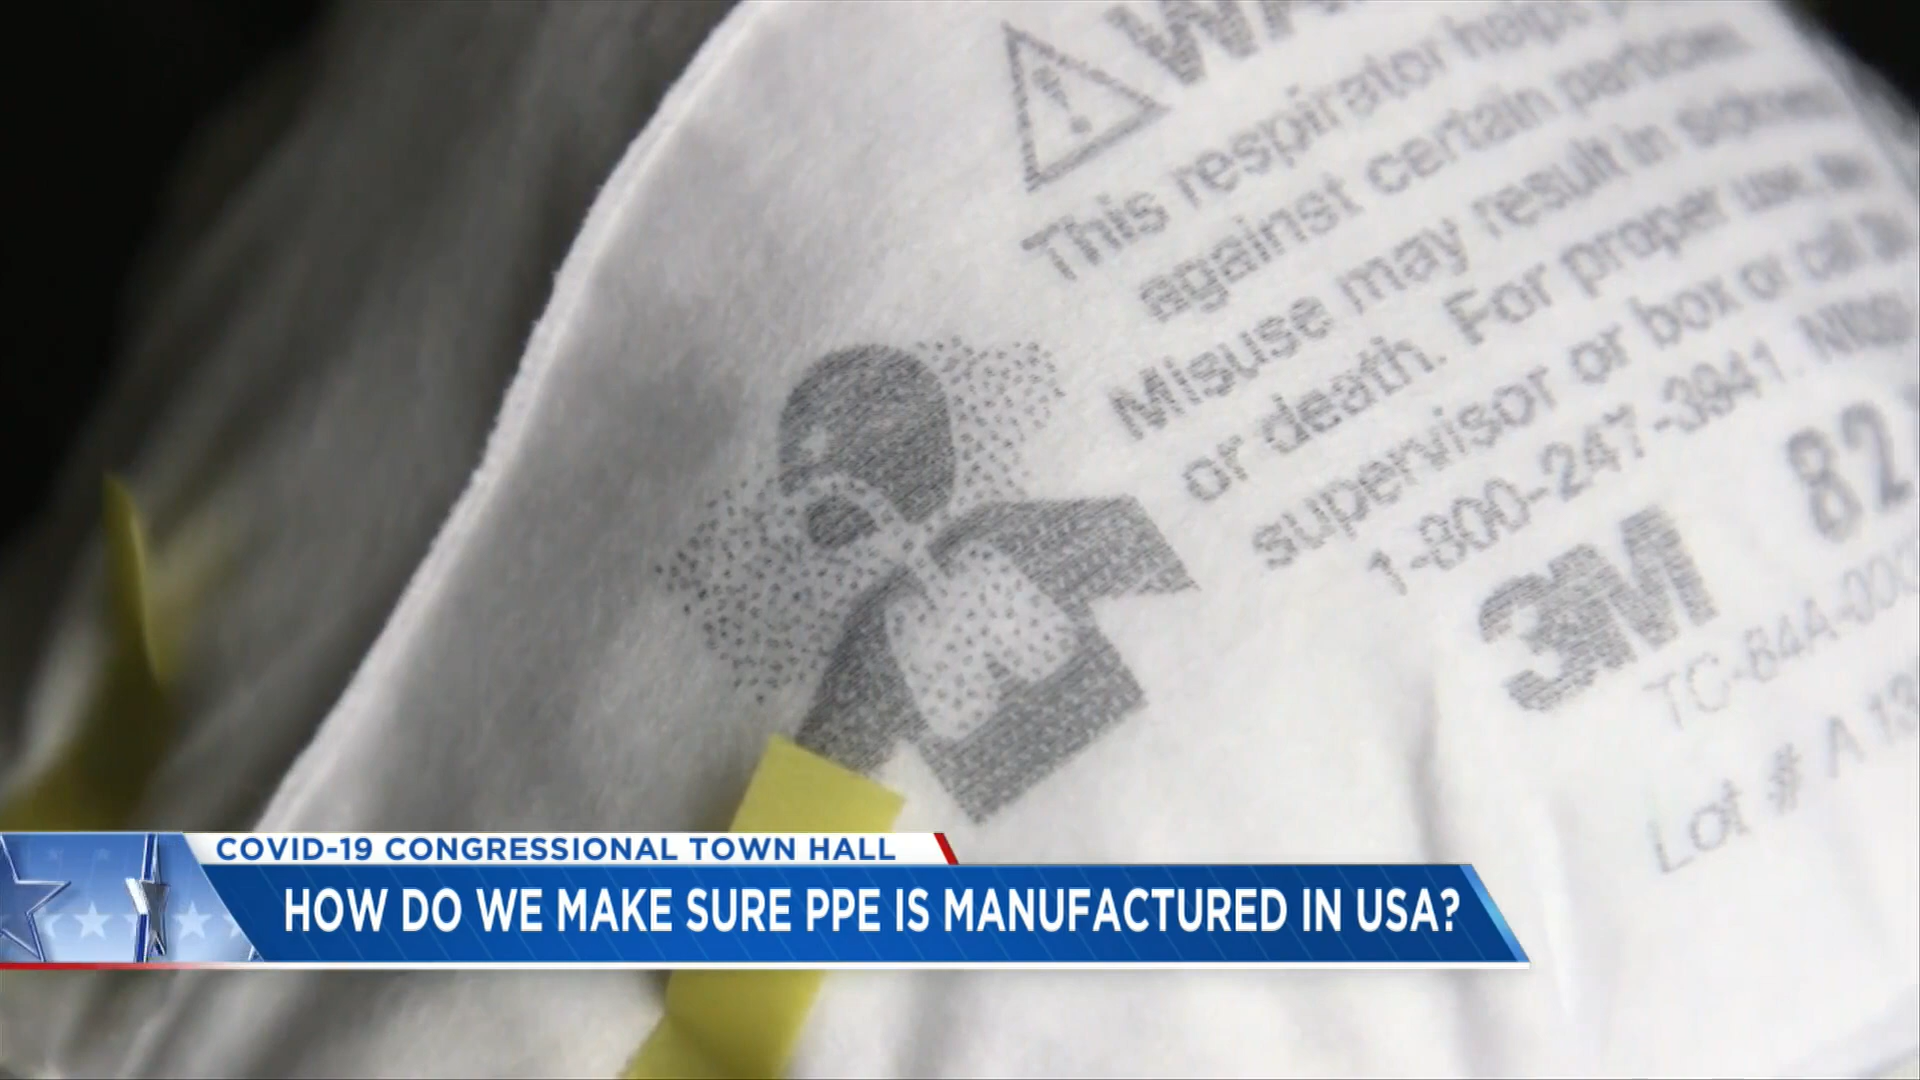 This respirator helps
against certain particles.
Misuse may result in
or death. For proper use
supervisor or box or call
1-800-247-3941.
3M 82
TC-84A-
Lot # A13
COVID-19 CONGRESSIONAL TOWN HALL
HOW DO WE MAKE SURE PPE IS MANUFACTURED IN USA?